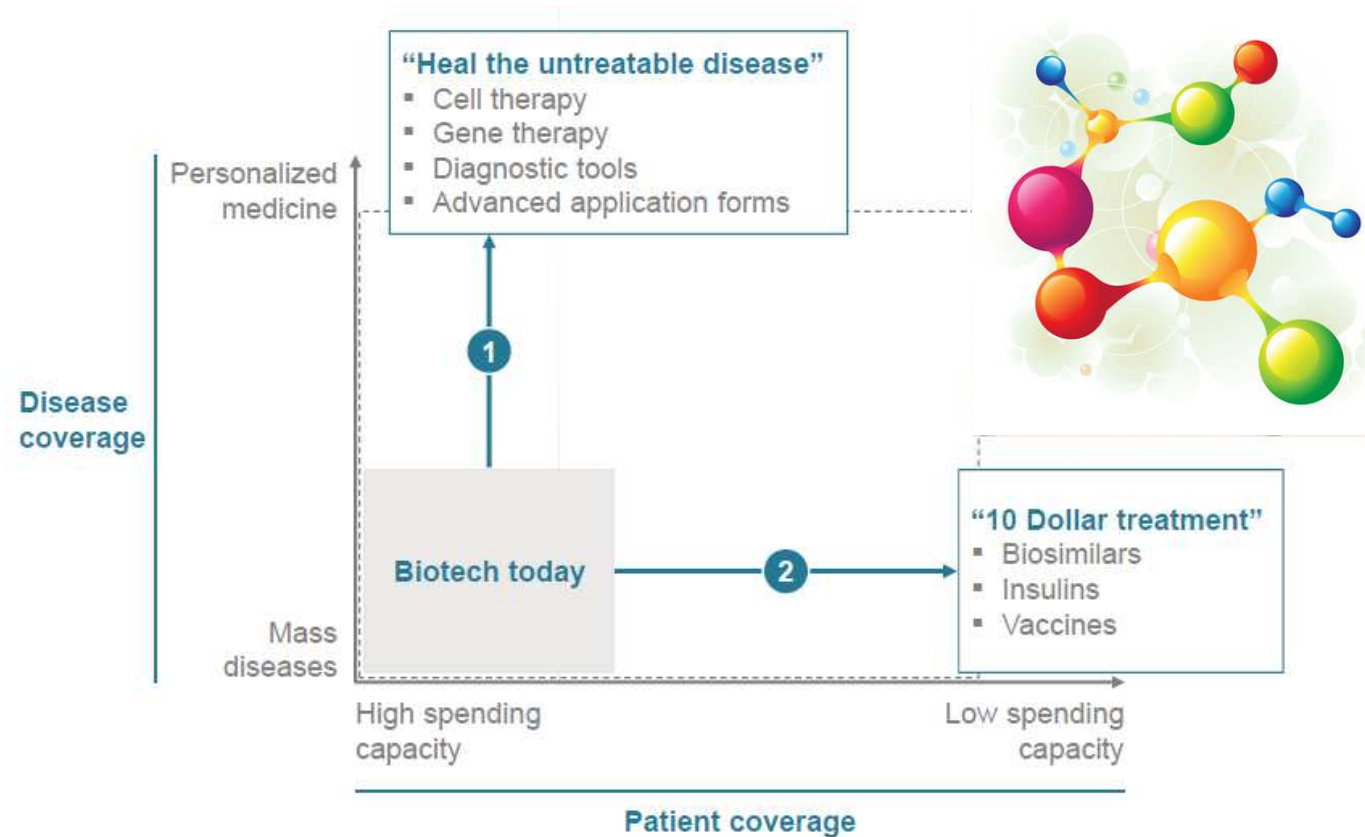 “Heal the untreatable disease”
▪ Cell therapy
▪ Gene therapy
▪ Diagnostic tools
▪ Advanced application forms
Personalized
medicine
1
Disease
coverage
Biotech today
2
“10 Dollar treatment”
▪ Biosimilars
▪ Insulins
▪ Vaccines
Mass
diseases
High spending
capacity
Low spending
capacity
Patient coverage